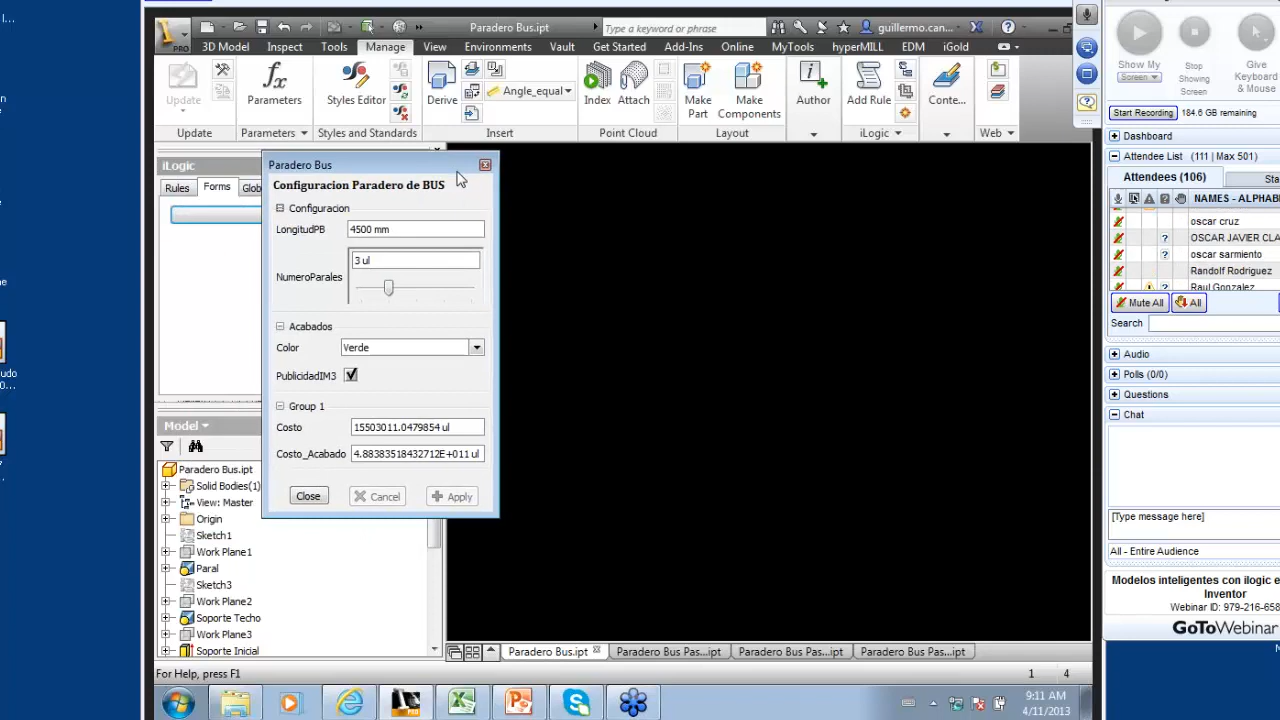 l...
PRO
Paradero Bus.ipt
Type a keyword or phrase
guillermo.can...
3D Model
Inspect
Tools
Manage
View
Environments
Vault
Get Started
Add-Ins
Online
MyTools
hyperMILL
EDM
iGold
Update
Parameters
Styles Editor
Derive
Angle_equal
Index
Attach
Make Part
Make Components
Author
Add Rule
Conte...
Update
Parameters
Styles and Standards
Insert
Point Cloud
Layout
iLogic
Web
iLogic
Rules
Forms
Glob
Paradero Bus
Configuracion Paradero de BUS
Configuracion
LongitudPB
4500 mm
3 ul
NumeroParales
Acabados
Color
Verde
PublicidadIM3
Group 1
Costo
15503011.0479854 ul
Costo_Acabado
4.88383518432712E+011 ul
Close
Cancel
Apply
Model
Paradero Bus.ipt
Solid Bodies(1)
View: Master
Origin
Sketch1
Work Plane1
Paral
Sketch3
Work Plane2
Soporte Techo
Work Plane3
Soporte Inicial
Paradero Bus.ipt
Paradero Bus Pas...ipt
Paradero Bus Pas...ipt
Paradero Bus Pas...ipt
For Help, press F1
1
4
9:11 AM
4/11/2013
Show My
Screen
Stop
Showing
Screen
Give
Keyboard
& Mouse
Start Recording
184.6 GB remaining
Dashboard
Attendee List (111 | Max 501)
Attendees (106)
Sta
NAMES - ALPHABE
oscar cruz
OSCAR JAVIER CLA
oscar sarmiento
Randolf Rodriguez
Raul Gonzalez
Mute All
All
Search
Audio
Polls (0/0)
Questions
Chat
[Type message here]
All - Entire Audience
Modelos inteligentes con ilogic e
Inventor
Webinar ID: 979-216-658
GoToWebinar